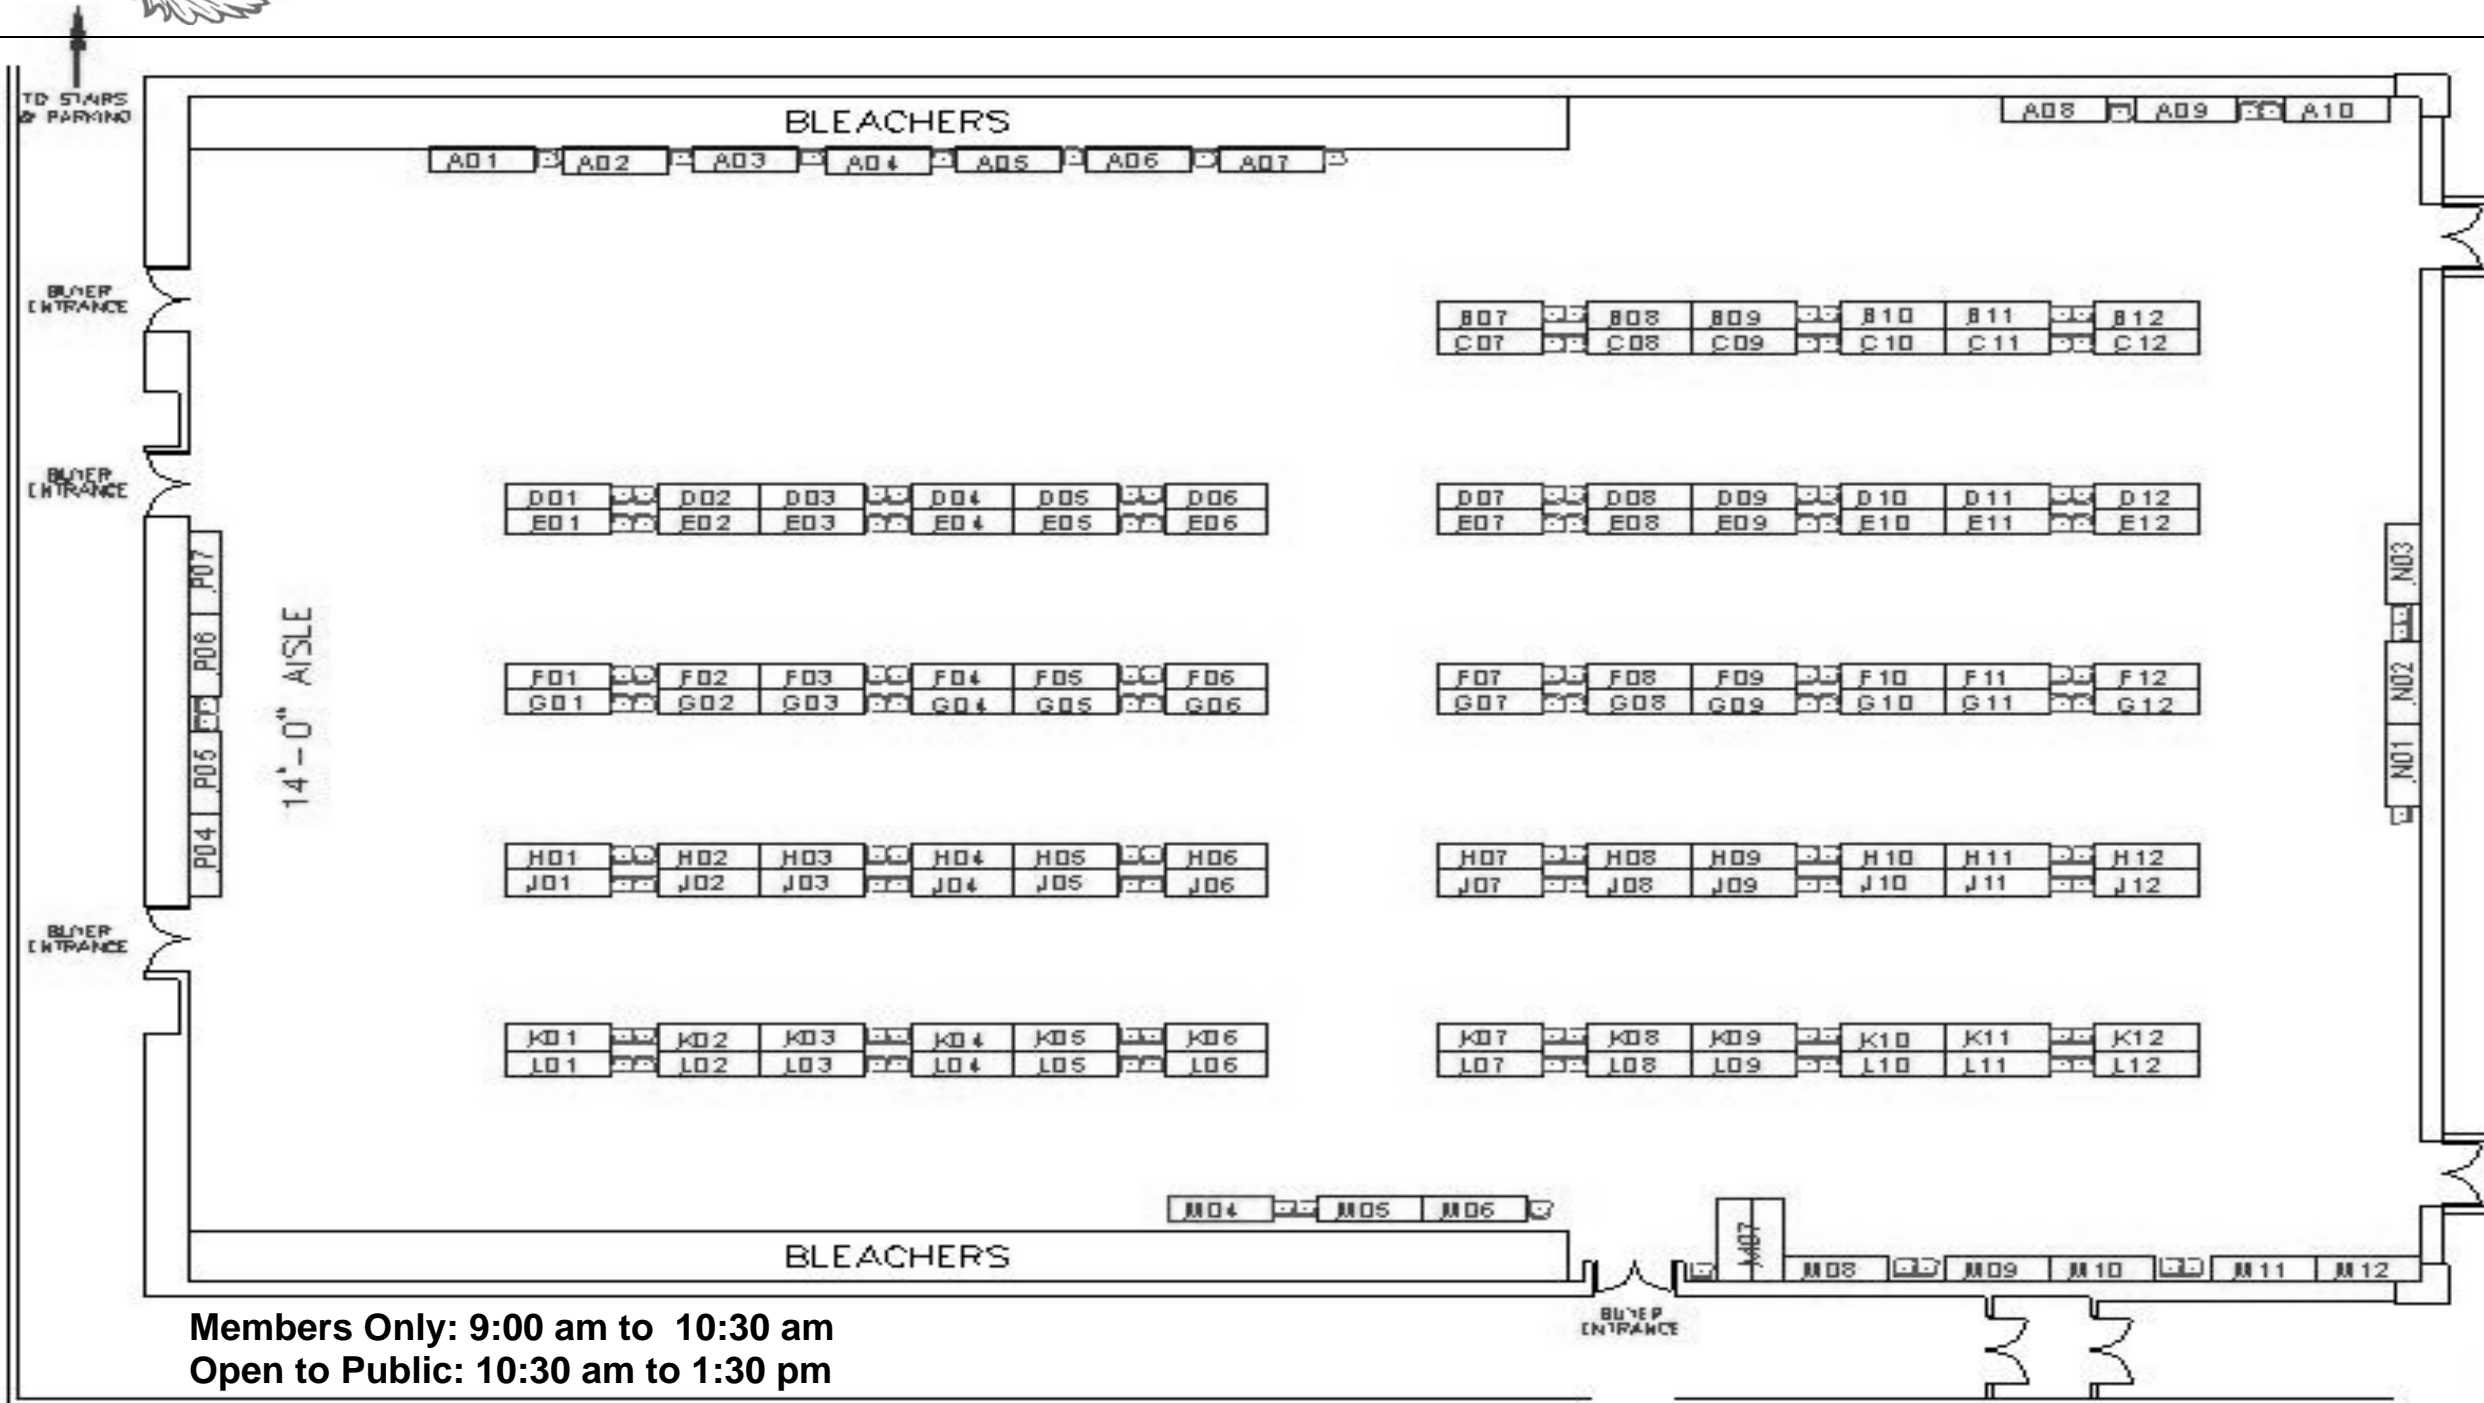 TO STAIRS
& PARKING
BLEACHERS
A08 A09 A10
A01 A02 A03 A04 A05 A06 A07
BUYER
ENTRANCE
B07 B08 B09 B10 B11 B12
C07 C08 C09 C10 C11 C12
BUYER
ENTRANCE
D01 D02 D03 D04 D05 D06 D07 D08 D09 D10 D11 D12
E01 E02 E03 E04 E05 E06 E07 E08 E09 E10 E11 E12
P07
P06
P05
P04
14'-0" AISLE
N03
N02
N01
F01 F02 F03 F04 F05 F06 F07 F08 F09 F10 F11 F12
G01 G02 G03 G04 G05 G06 G07 G08 G09 G10 G11 G12
H01 H02 H03 H04 H05 H06 H07 H08 H09 H10 H11 H12
J01 J02 J03 J04 J05 J06 J07 J08 J09 J10 J11 J12
BUYER
ENTRANCE
K01 K02 K03 K04 K05 K06 K07 K08 K09 K10 K11 K12
L01 L02 L03 L04 L05 L06 L07 L08 L09 L10 L11 L12
M04 M05 M06
M07
BLEACHERS
M08 M09 M10 M11 M12
BUYER
ENTRANCE
Members Only: 9:00 am to 10:30 am
Open to Public: 10:30 am to 1:30 pm